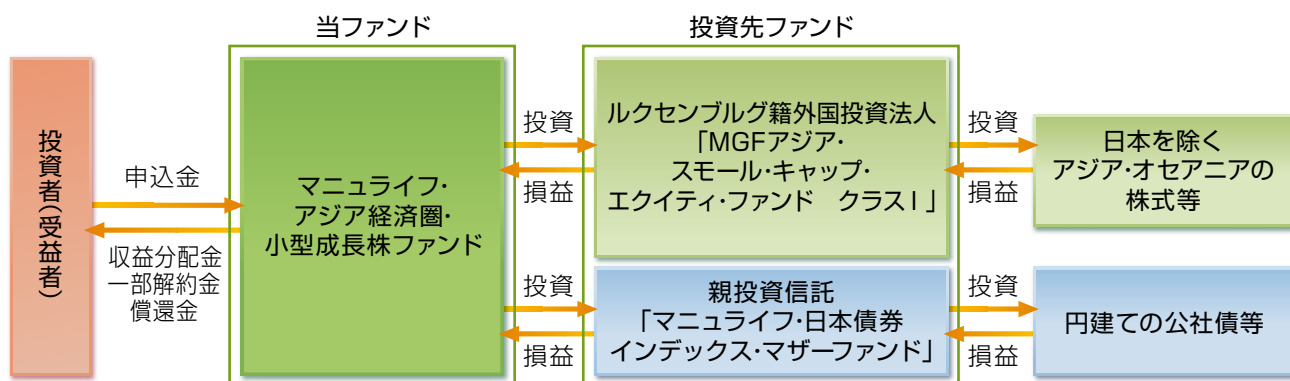 当ファンド
投資先ファンド
投資者(受益者)
申込金
収益分配金
一部解約金
償還金
マニュライフ・
アジア経済圏・
小型成長株ファンド
投資
損益
ルクセンブルグ籍外国投資法人
「MGFアジア・
スモール・キャップ・
エクイティ・ファンド　クラスI」
投資
損益
日本を除く
アジア・オセアニアの
株式等
投資
損益
親投資信託
「マニュライフ・日本債券
インデックス・マザーファンド」
投資
損益
円建ての公社債等